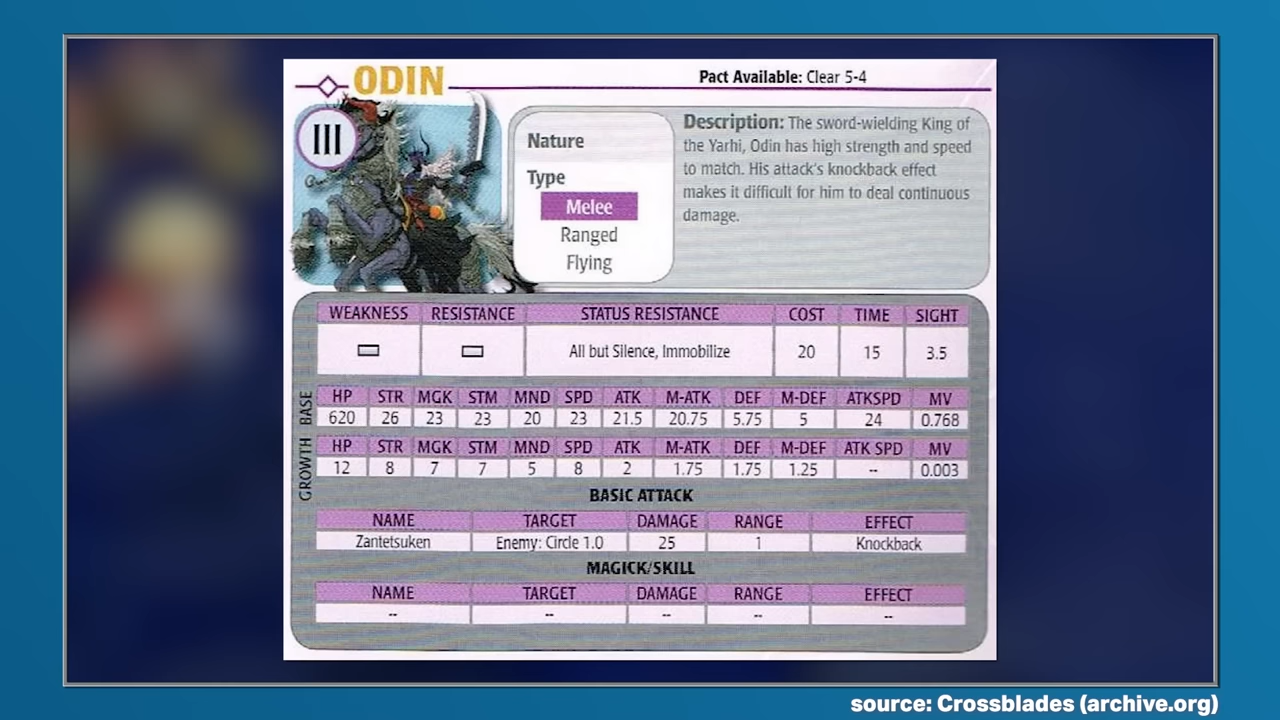 ODIN
Pact Available: Clear 5-4
III
Nature
Type
Melee
Ranged
Flying
Description: The sword-wielding King of
the Yarhi, Odin has high strength and speed
to match. His attack's knockback effect
makes it difficult for him to deal continuous
damage.
WEAKNESS RESISTANCE STATUS RESISTANCE COST TIME SIGHT
All but Silence, Immobilize 20 15 3.5
BASE
HP STR MGK STM MND SPD ATK M-ATK DEF M-DEF ATKSPD MV
620 26 23 23 20 23 21.5 20.75 5.75 5 24 0.768
GROWTH
HP STR MGK STM MND SPD ATK M-ATK DEF M-DEF ATK SPD MV
12 8 7 7 5 8 2 1.75 1.75 1.25 -- 0.003
BASIC ATTACK
NAME TARGET DAMAGE RANGE EFFECT
Zantetsuken Enemy: Circle 1.0 25 1 Knockback
MAGICK/SKILL
NAME TARGET DAMAGE RANGE EFFECT
-- -- -- -- --
source: Crossblades (archive.org)